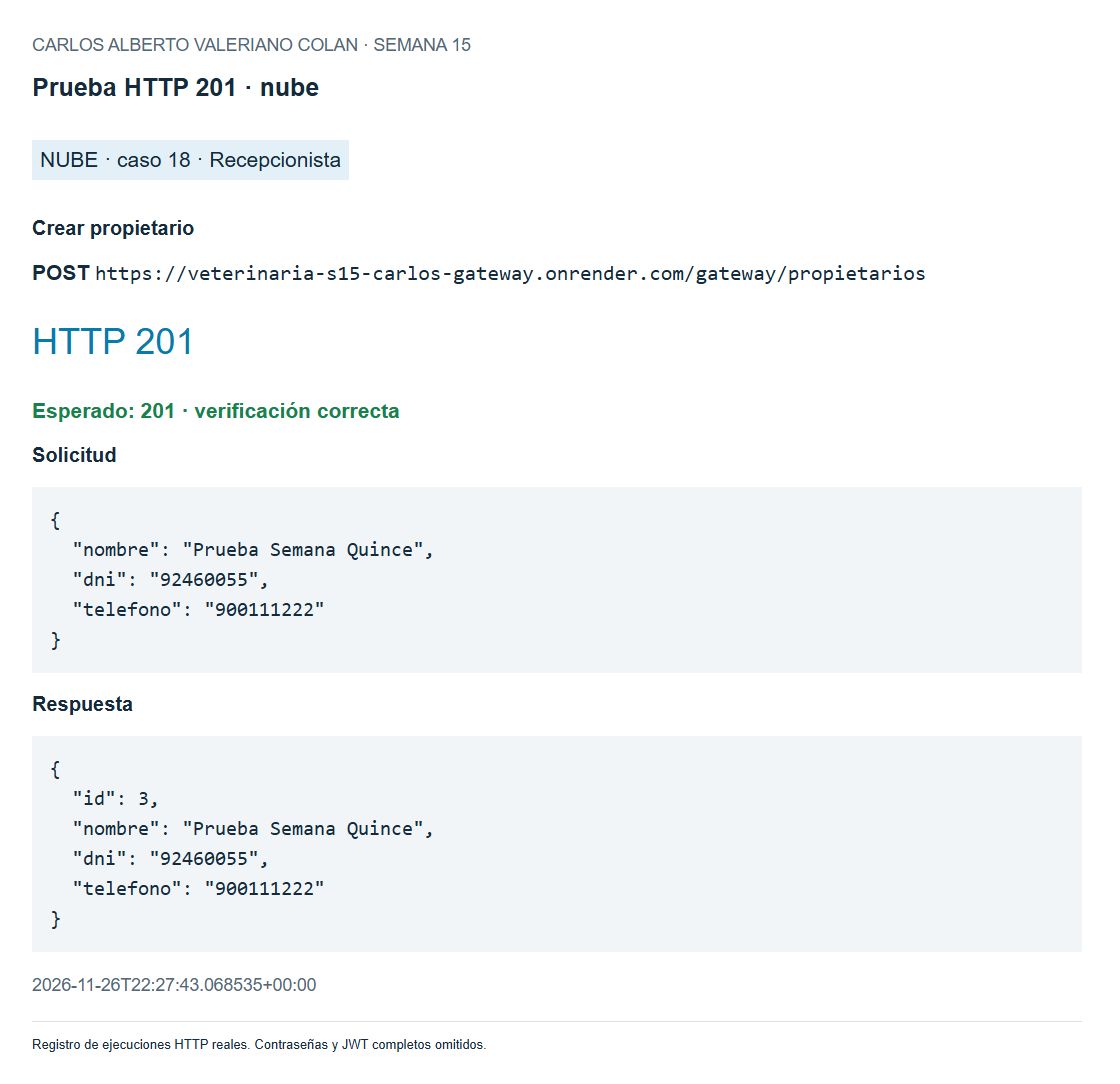 CARLOS ALBERTO VALERIANO COLAN · SEMANA 15
Prueba HTTP 201 · nube
NUBE · caso 18 · Recepcionista
Crear propietario
POST https://veterinaria-s15-carlos-gateway.onrender.com/gateway/propietarios
HTTP 201
Esperado: 201 · verificación correcta
Solicitud
{
  "nombre": "Prueba Semana Quince",
  "dni": "92460055",
  "telefono": "900111222"
}
Respuesta
{
  "id": 3,
  "nombre": "Prueba Semana Quince",
  "dni": "92460055",
  "telefono": "900111222"
}
2026-11-26T22:27:43.068535+00:00
Registro de ejecuciones HTTP reales. Contraseñas y JWT completos omitidos.